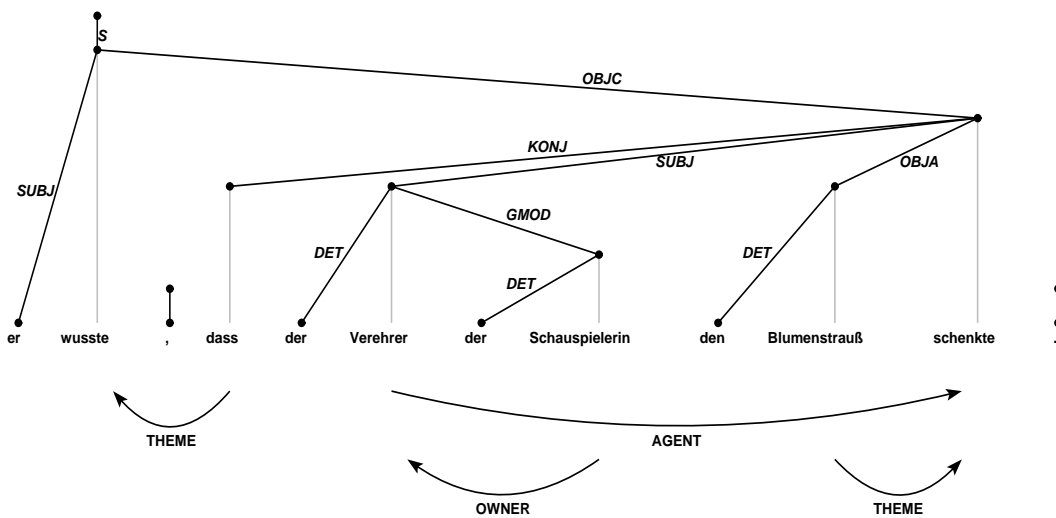 S
OBJC
KONJ
SUBJ
OBJA
SUBJ
GMOD
DET
DET
DET
er wusste , dass der Verehrer der Schauspielerin den Blumenstrauß schenkte .
THEME
AGENT
OWNER
THEME